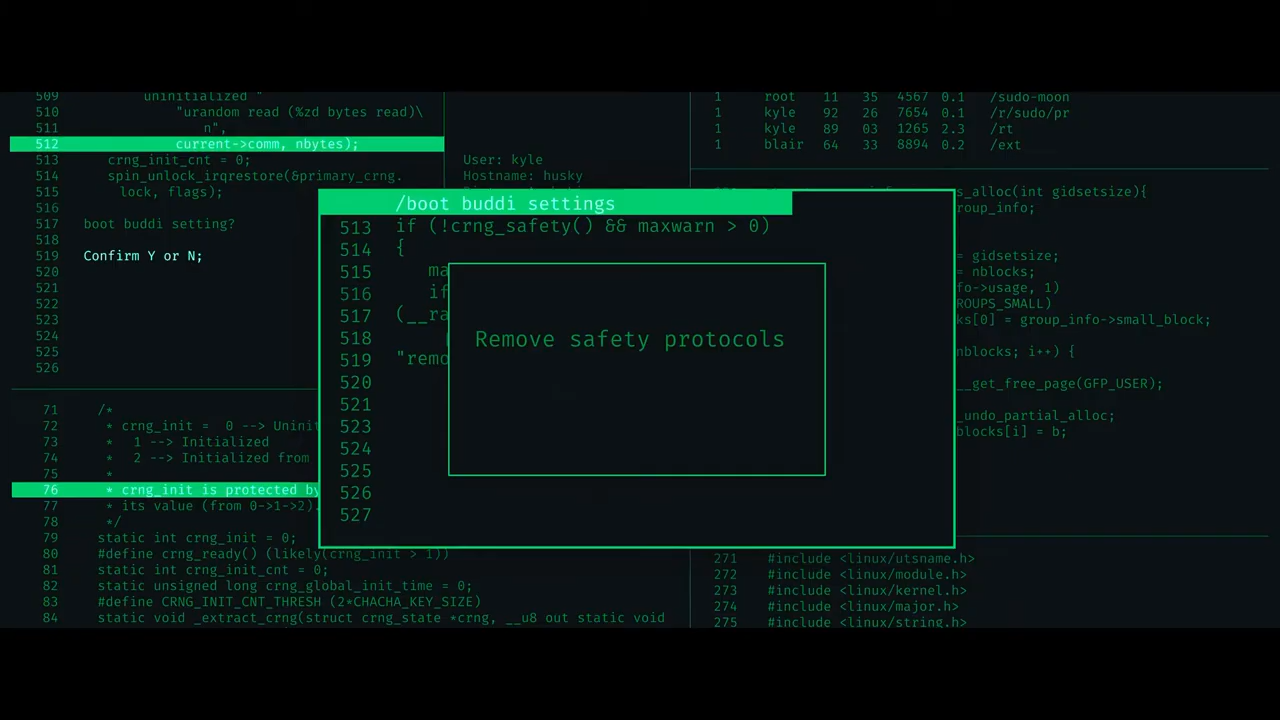 509 uninitialized "
510 "urandom read (%zd bytes read)\
511 n",
512 current->comm, nbytes);
513 crng_init_cnt = 0;
514 spin_unlock_irqrestore(&primary_crng.
515 lock, flags);
516
517 boot buddi setting?
518
519 Confirm Y or N;
520
521
522
523
524
525
526
User: kyle
Hostname: husky
1 root 11 35 4567 0.1 /sudo-moon
1 kyle 92 26 7654 0.1 /r/sudo/pr
1 kyle 89 03 1265 2.3 /rt
1 blair 64 33 8894 0.2 /ext
/boot buddi settings
513 if (!crng_safety() && maxwarn > 0)
514 {
515 ma
516 if
517 (__ra
518
519 "remo
520
521
523
524
525
526
527
Remove safety protocols
s_alloc(int gidsetsize){
roup_info;
= gidsetsize;
= nblocks;
fo->usage, 1)
ROUPS_SMALL)
ks[0] = group_info->small_block;
nblocks; i++) {
__get_free_page(GFP_USER);
_undo_partial_alloc;
blocks[i] = b;
71 /*
72 * crng_init = 0 --> Unini
73 * 1 --> Initialized
74 * 2 --> Initialized from
75 *
76 * crng_init is protected by
77 * its value (from 0->1->2).
78 */
79 static int crng_init = 0;
80 #define crng_ready() (likely(crng_init > 1))
81 static int crng_init_cnt = 0;
82 static unsigned long crng_global_init_time = 0;
83 #define CRNG_INIT_CNT_THRESH (2*CHACHA_KEY_SIZE)
84 static void _extract_crng(struct crng_state *crng, __u8 out static void
271 #include <linux/utsname.h>
272 #include <linux/module.h>
273 #include <linux/kernel.h>
274 #include <linux/major.h>
275 #include <linux/string.h>